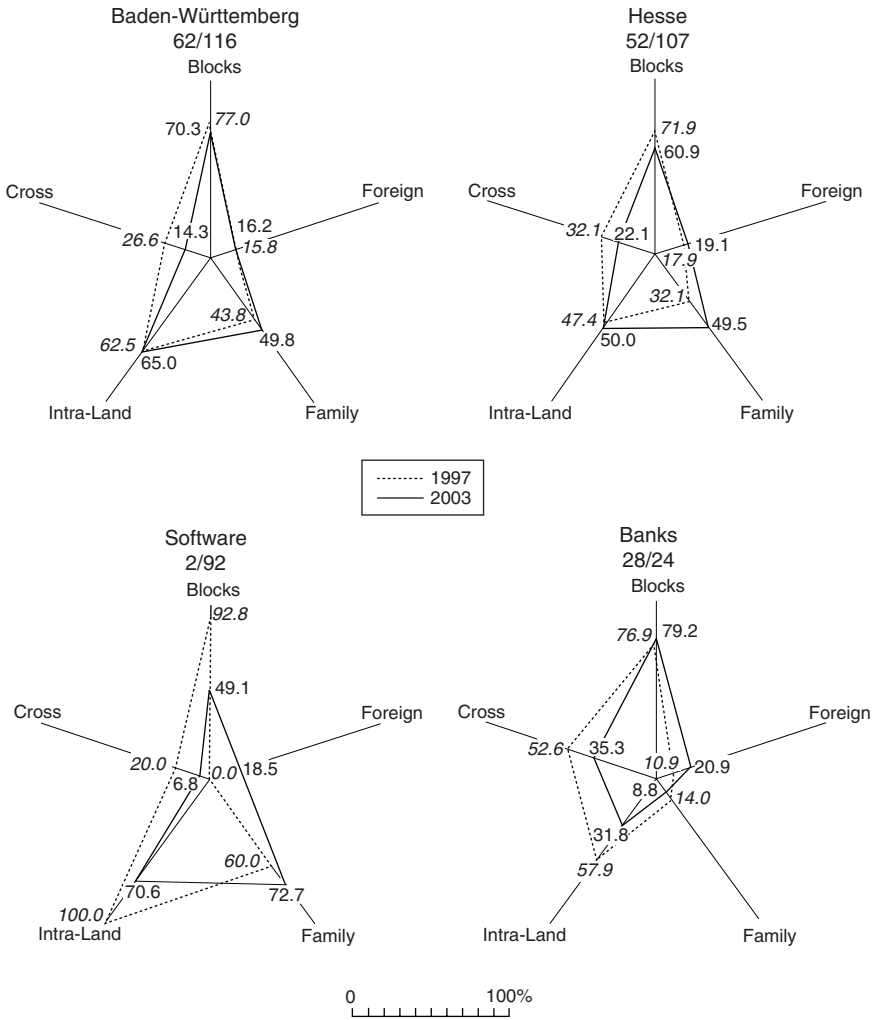 Baden-Württemberg
62/116
Blocks
77.0
70.3
Cross
Foreign
26.6
14.3
16.2
15.8
43.8
49.8
62.5
65.0
Intra-Land
Family
Hesse
52/107
Blocks
71.9
60.9
Cross
Foreign
32.1
22.1
19.1
17.9
32.1
49.5
47.4
50.0
Intra-Land
Family
1997
2003
Software
2/92
Blocks
92.8
49.1
Cross
Foreign
20.0
6.8
0.0
18.5
60.0
72.7
70.6
100.0
Intra-Land
Family
Banks
28/24
Blocks
76.9
79.2
Cross
Foreign
52.6
35.3
10.9
20.9
8.8
14.0
31.8
57.9
Intra-Land
Family
0 100%